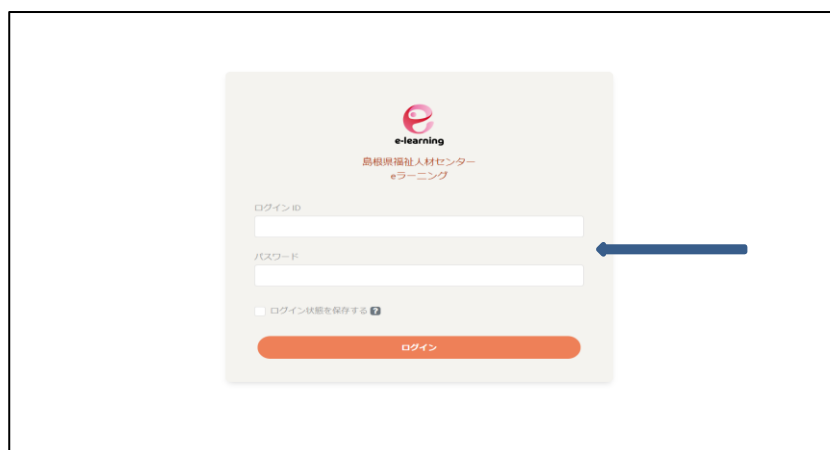 e-learning
島根県福祉人材センター
eラーニング
ログイン ID
パスワード
ログイン状態を保存する ?
ログイン